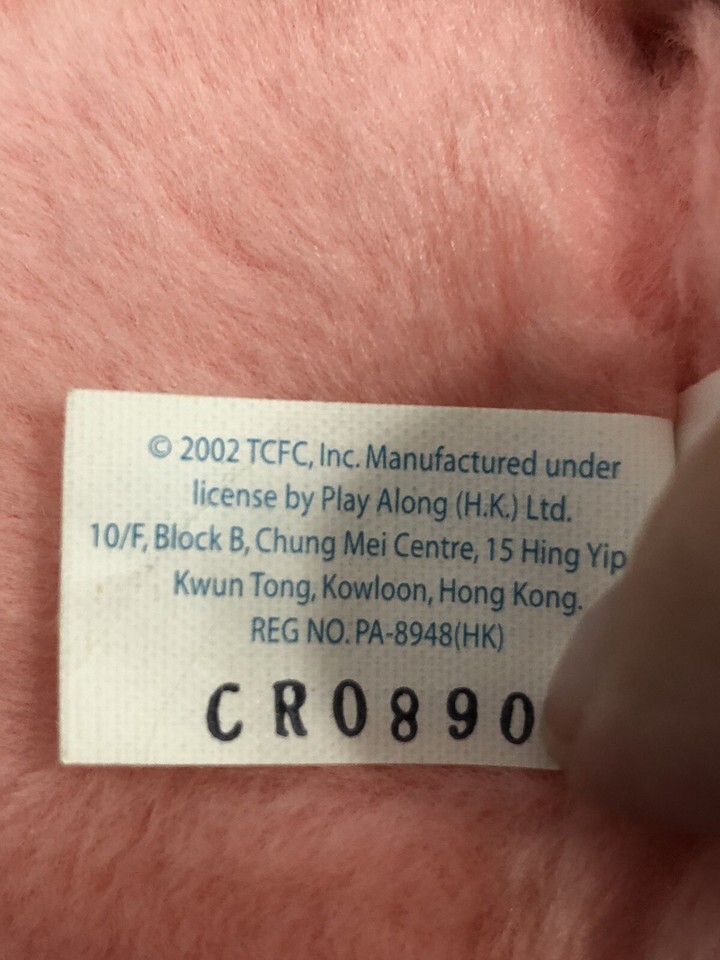 © 2002 TCFC, Inc. Manufactured under
license by Play Along (H.K.) Ltd.
10/F, Block B, Chung Mei Centre, 15 Hing Yip
Kwun Tong, Kowloon, Hong Kong.
REG NO. PA-8948(HK)
CR0890